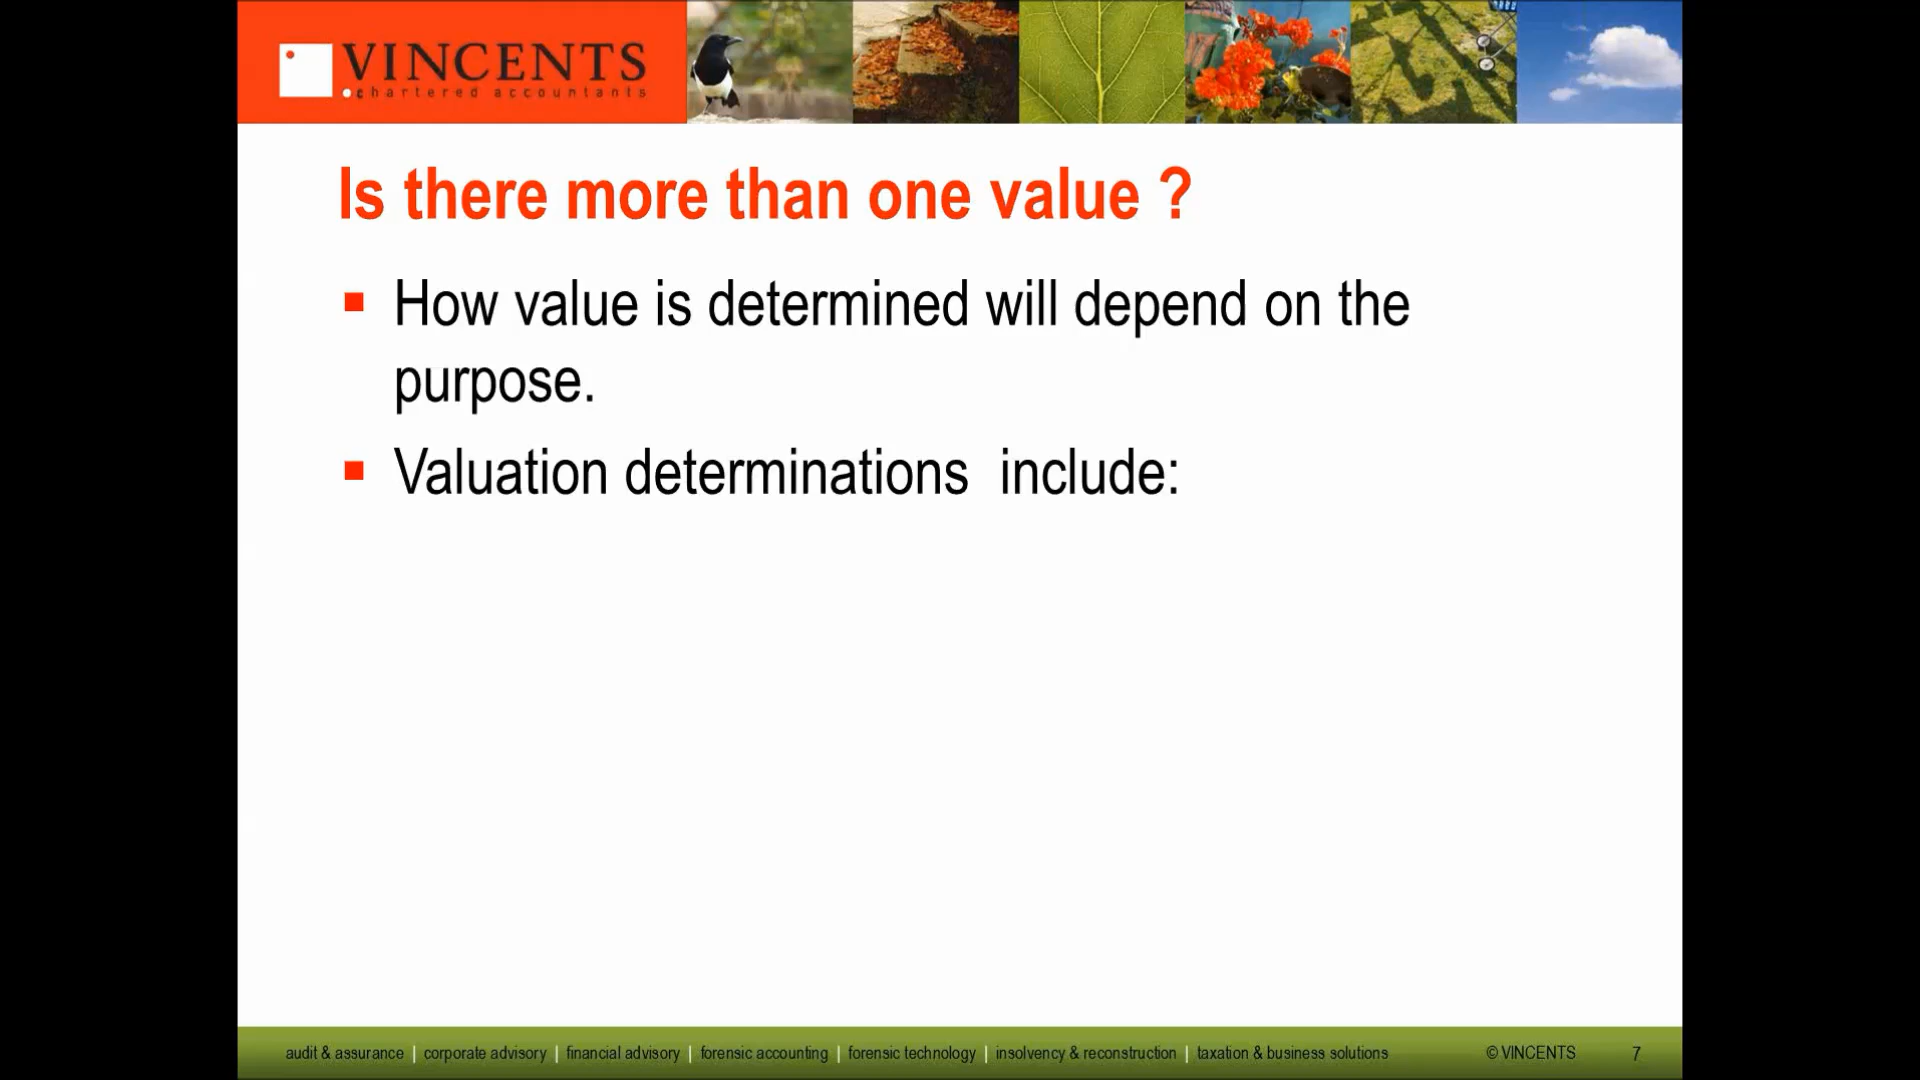 VINCENTS
chartered accountants
Is there more than one value ?
How value is determined will depend on the
purpose.
Valuation determinations  include:
audit & assurance | corporate advisory | financial advisory | forensic accounting | forensic technology | insolvency & reconstruction | taxation & business solutions © VINCENTS 7